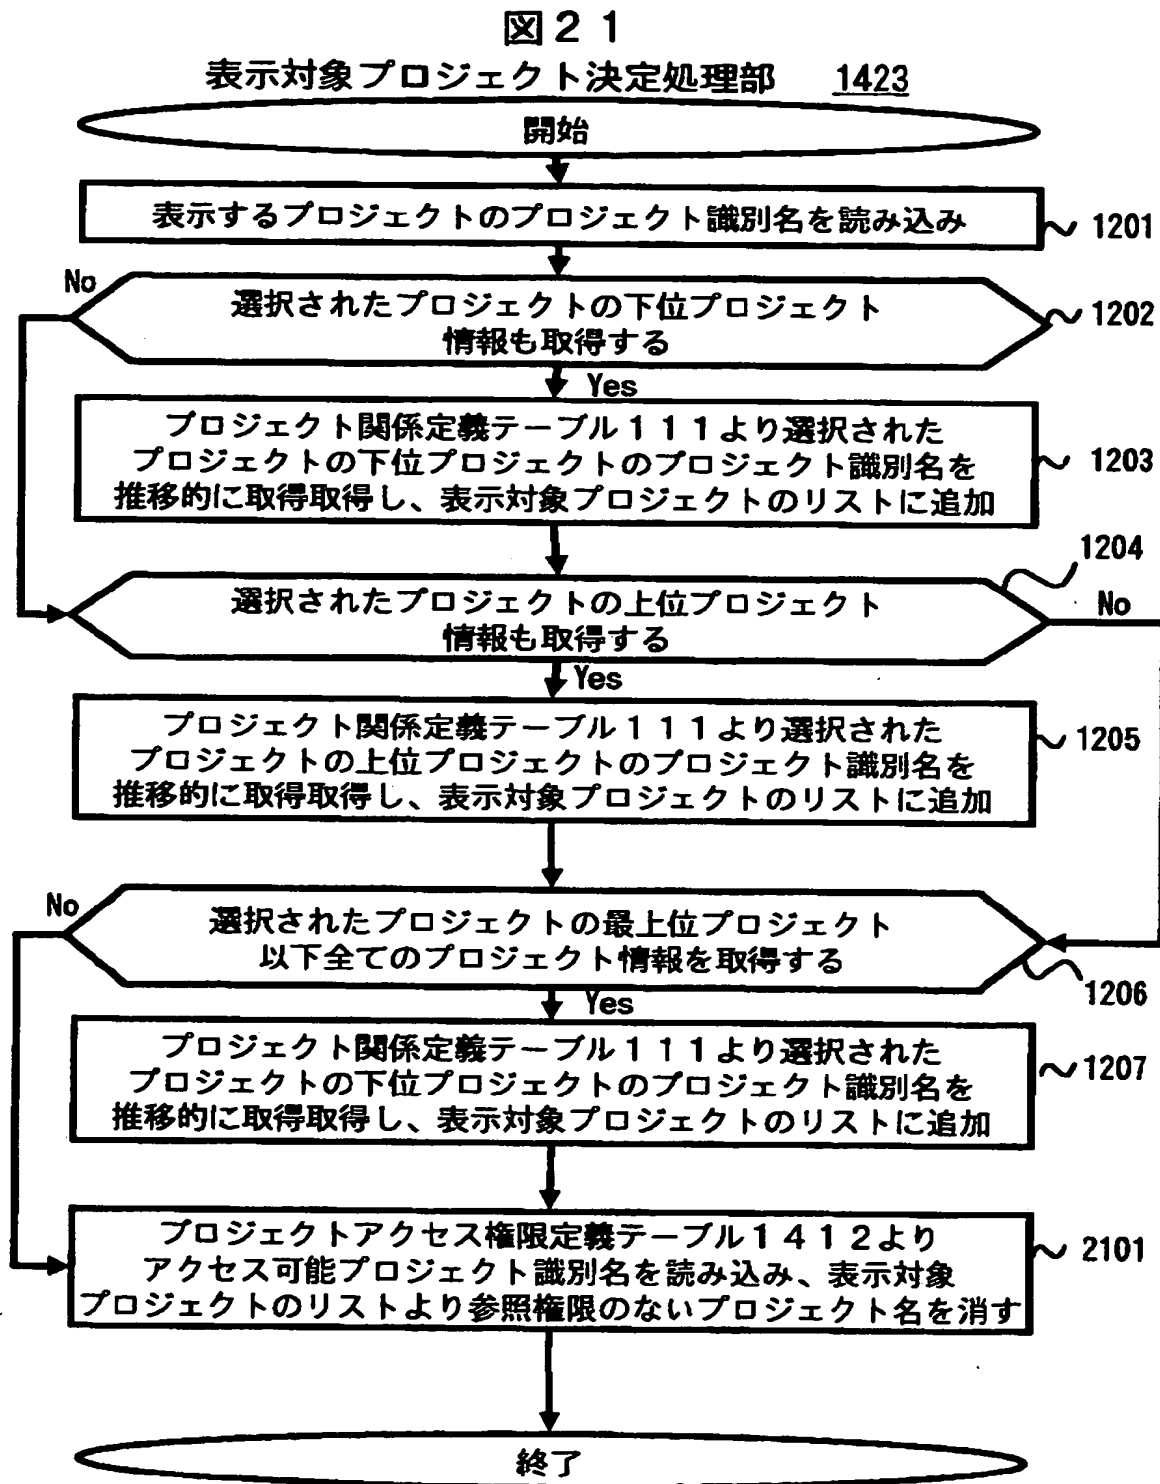 図２１
表示対象プロジェクト決定処理部 1423
開始
表示するプロジェクトのプロジェクト識別名を読み込み
1201
No
選択されたプロジェクトの下位プロジェクト
情報も取得する
1202
Yes
プロジェクト関係定義テーブル１１１より選択された
プロジェクトの下位プロジェクトのプロジェクト識別名を
推移的に取得取得し、表示対象プロジェクトのリストに追加
1203
1204
選択されたプロジェクトの上位プロジェクト
情報も取得する
No
Yes
プロジェクト関係定義テーブル１１１より選択された
プロジェクトの上位プロジェクトのプロジェクト識別名を
推移的に取得取得し、表示対象プロジェクトのリストに追加
1205
No
選択されたプロジェクトの最上位プロジェクト
以下全てのプロジェクト情報を取得する
1206
Yes
プロジェクト関係定義テーブル１１１より選択された
プロジェクトの下位プロジェクトのプロジェクト識別名を
推移的に取得取得し、表示対象プロジェクトのリストに追加
1207
プロジェクトアクセス権限定義テーブル１４１２より
アクセス可能プロジェクト識別名を読み込み、表示対象
プロジェクトのリストより参照権限のないプロジェクト名を消す
2101
終了